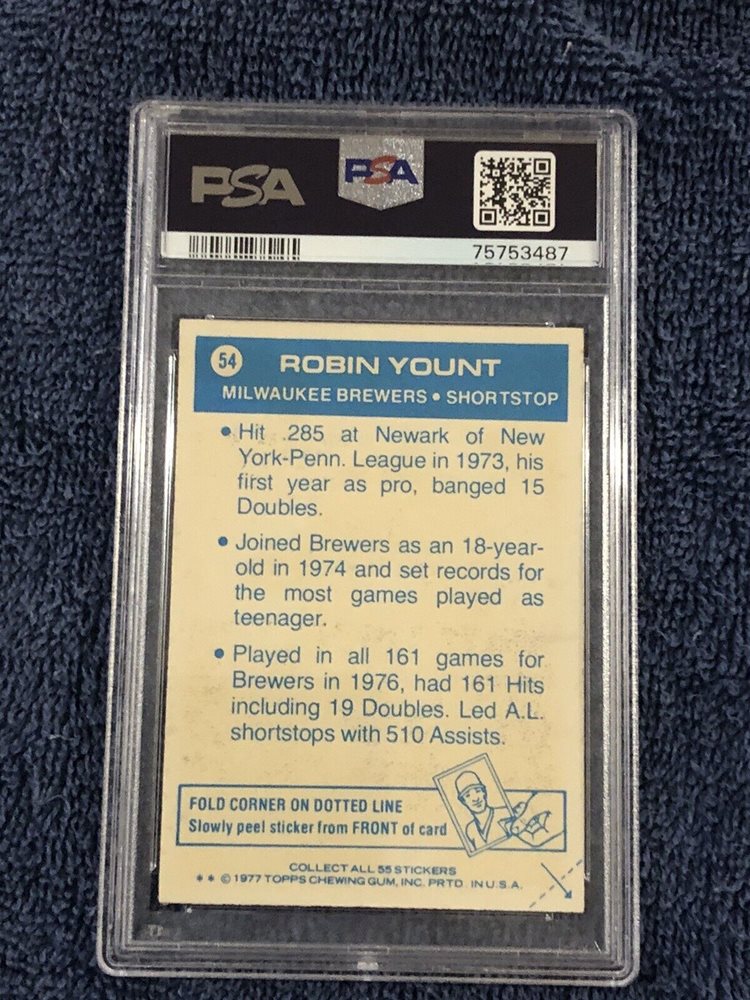 PSA PSA
75753487
54 ROBIN YOUNT
MILWAUKEE BREWERS • SHORTSTOP
• Hit .285 at Newark of New
York-Penn. League in 1973, his
first year as pro, banged 15
Doubles.
• Joined Brewers as an 18-year-
old in 1974 and set records for
the most games played as
teenager.
• Played in all 161 games for
Brewers in 1976, had 161 Hits
including 19 Doubles. Led A.L.
shortstops with 510 Assists.
FOLD CORNER ON DOTTED LINE
Slowly peel sticker from FRONT of card
COLLECT ALL 55 STICKERS
** © 1977 TOPPS CHEWING GUM, INC. PRTD. IN U.S.A.